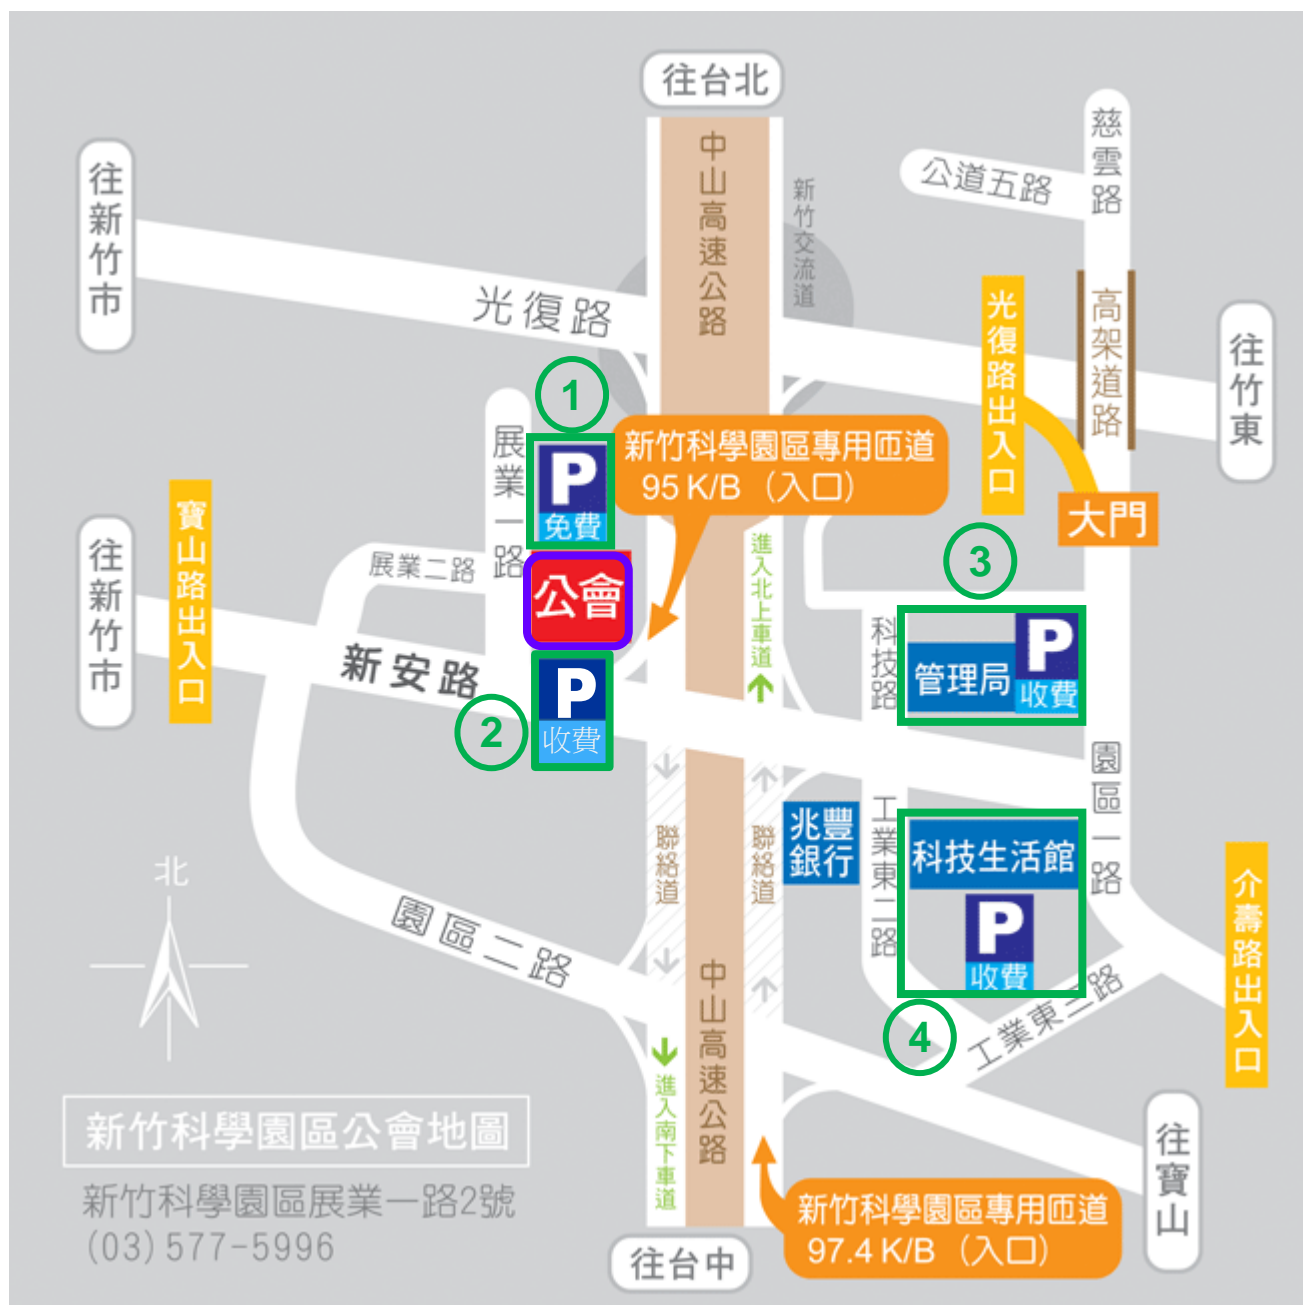 往台北
中山高速公路
新竹交流道
慈雲路
公道五路
往新竹市
光復路
光復路出入口
高架道路
往竹東
1
展業一路
P
免費
新竹科學園區專用匝道
95 K/B (入口)
大門
寶山路出入口
往新竹市
展業二路
公會
進入北上車道
3
科技路
管理局
P
收費
新安路
2
P
收費
園區一路
聯絡道
聯絡道
兆豐
銀行
工業東二路
科技生活館
P
收費
介壽路出入口
北
園區二路
中山高速公路
4
工業東三路
進入南下車道
新竹科學園區公會地圖
新竹科學園區展業一路2號
(03)577-5996
往寶山
新竹科學園區專用匝道
97.4 K/B (入口)
往台中